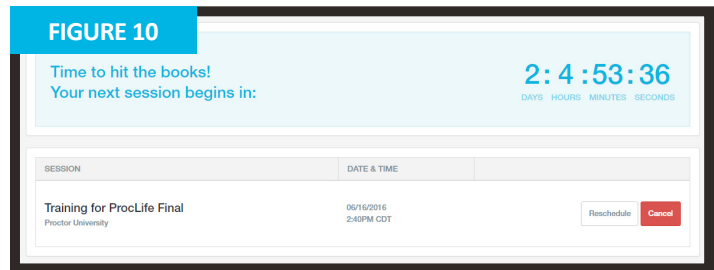 FIGURE 10
Time to hit the books!
Your next session begins in:
2:4:53:36
DAYS HOURS MINUTES SECONDS
SESSION DATE & TIME
Training for ProcLife Final
Proctor University
06/16/2016
2:40PM CDT
Reschedule Cancel